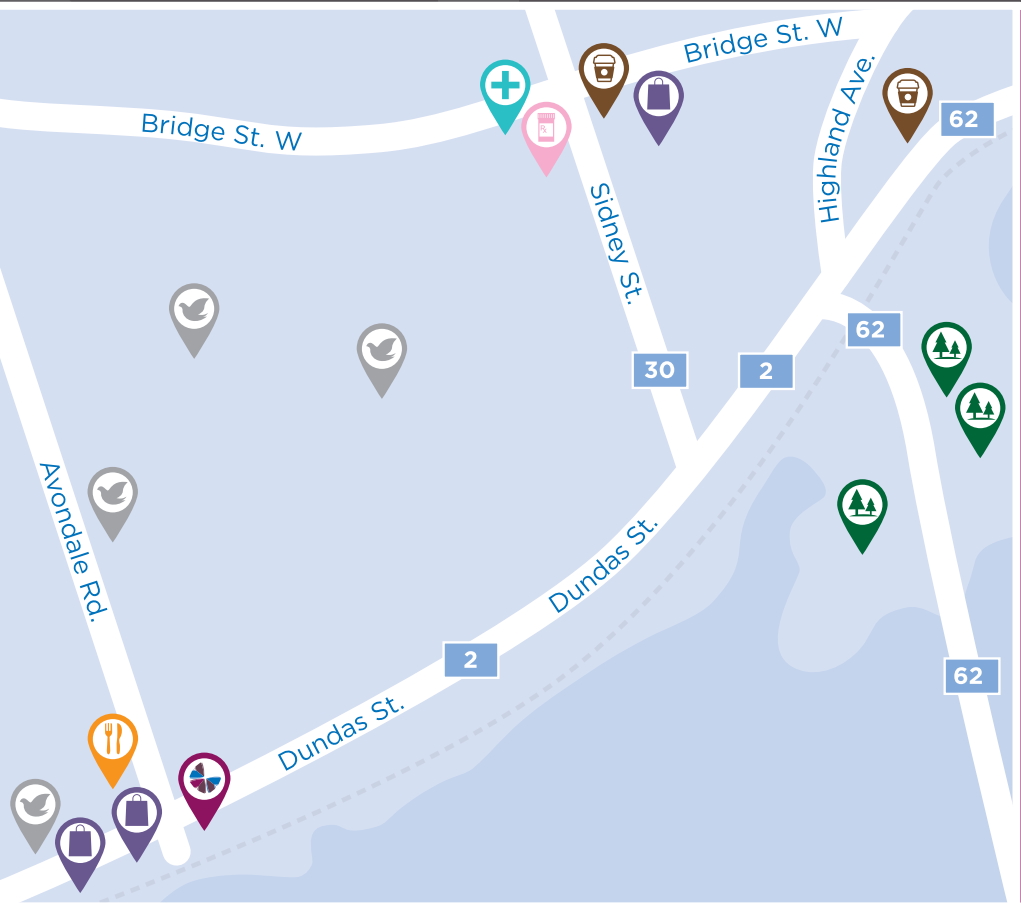 Bridge St. W
Bridge St. W
Highland Ave.
62
Sidney St.
Rx
62
30
2
Avondale Rd.
Dundas St.
2
62
Dundas St.